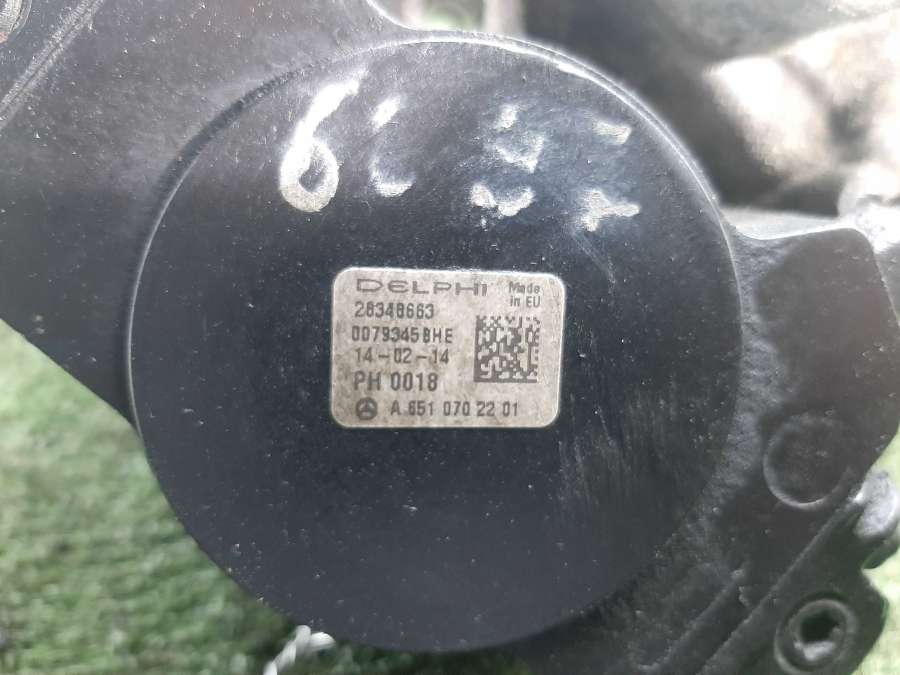 DELPHI Made in EU
28348663
0079345BHE
14-02-14
PH 0018
A 651 070 22 01